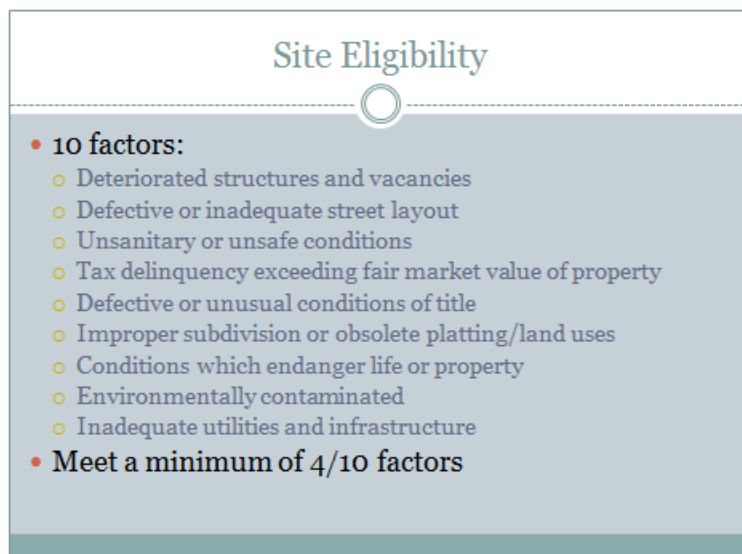 Site Eligibility
10 factors:
Deteriorated structures and vacancies
Defective or inadequate street layout
Unsanitary or unsafe conditions
Tax delinquency exceeding fair market value of property
Defective or unusual conditions of title
Improper subdivision or obsolete platting/land uses
Conditions which endanger life or property
Environmentally contaminated
Inadequate utilities and infrastructure
Meet a minimum of 4/10 factors